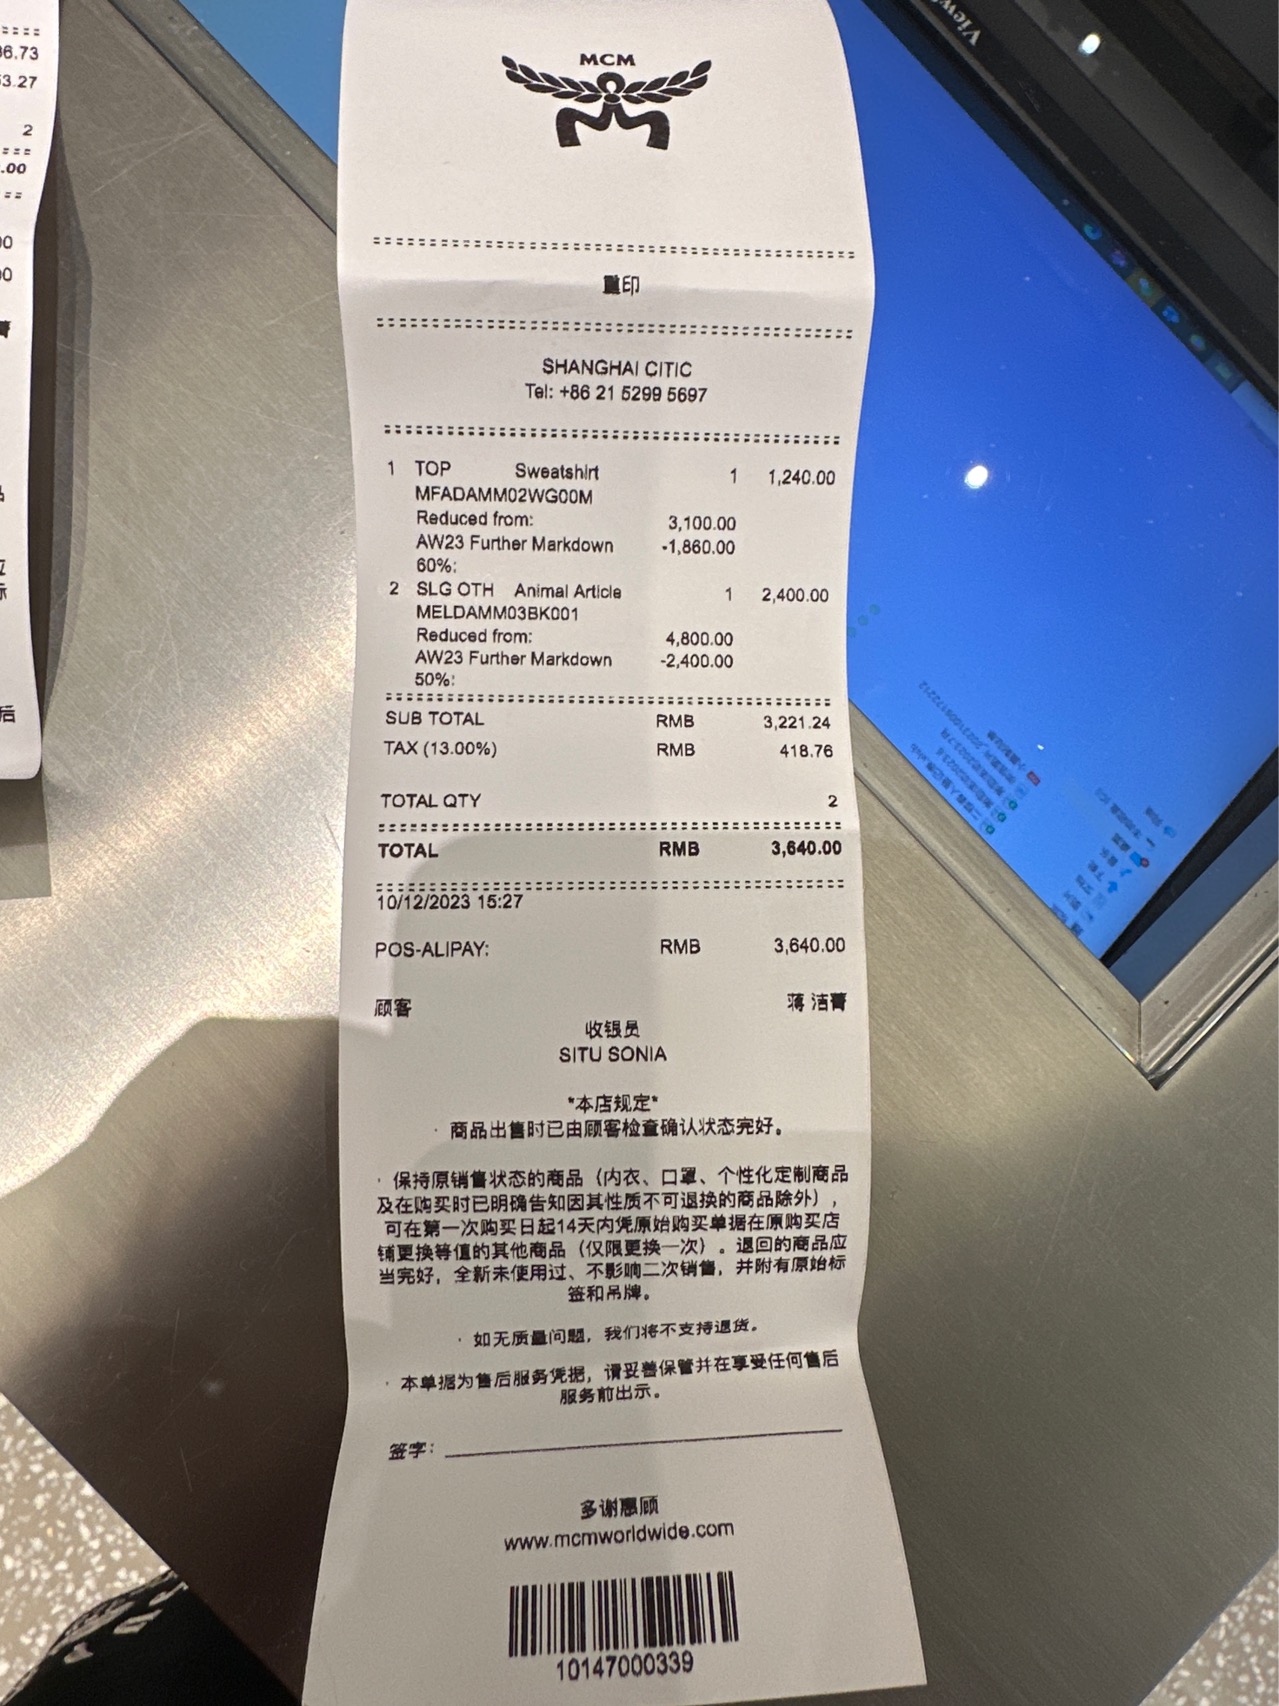 MCM
重印
SHANGHAI CITIC
Tel: +86 21 5299 5697
1 TOP Sweatshirt 1 1,240.00
MFADAMM02WG00M
Reduced from: 3,100.00
AW23 Further Markdown -1,860.00
60%:
2 SLG OTH Animal Article 1 2,400.00
MELDAMM03BK001
Reduced from: 4,800.00
AW23 Further Markdown -2,400.00
50%:
SUB TOTAL RMB 3,221.24
TAX (13.00%) RMB 418.76
TOTAL QTY 2
TOTAL RMB 3,640.00
10/12/2023 15:27
POS-ALIPAY: RMB 3,640.00
顾客 蒋 洁菁
收银员
SITU SONIA
*本店规定*
· 商品出售时已由顾客检查确认状态完好。
· 保持原销售状态的商品（内衣、口罩、个性化定制商品
及在购买时已明确告知因其性质不可退换的商品除外），
可在第一次购买日起14天内凭原始购买单据在原购买店
铺更换等值的其他商品（仅限更换一次）。退回的商品应
当完好，全新未使用过、不影响二次销售，并附有原始标
签和吊牌。
· 如无质量问题，我们将不支持退货。
· 本单据为售后服务凭据，请妥善保管并在享受任何售后
服务前出示。
签字：
多谢惠顾
www.mcmworldwide.com
10147000339
6.73
3.27
2
.00
后
View